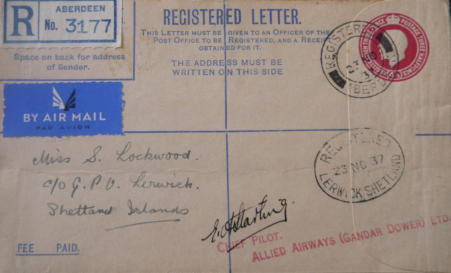 ABERDEEN
R No. 3177
Space on back for address
of Sender.
REGISTERED LETTER.
THIS LETTER MUST BE GIVEN TO AN OFFICER OF THE
POST OFFICE TO BE REGISTERED, AND A RECEIPT
OBTAINED FOR IT.
THE ADDRESS MUST BE
WRITTEN ON THIS SIDE
REGISTERED
ABERDEEN
BY AIR MAIL
PAR AVION
REGISTERED
23 NO 37
LERWICK SHETLAND
Miss S. Lockwood.
c/o G.P.O. Lerwick.
Shetland Islands
CHIEF PILOT.
ALLIED AIRWAYS (GANDAR DOWER) LTD.
FEE PAID.